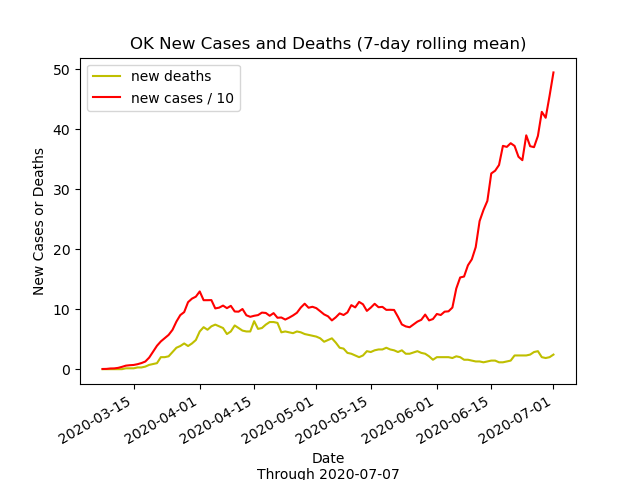 OK New Cases and Deaths (7-day rolling mean)
new deaths
new cases / 10
50
40
30
20
10
0
New Cases or Deaths
2020-03-15
2020-04-01
2020-04-15
2020-05-01
2020-05-15
2020-06-01
2020-06-15
2020-07-01
Date
Through 2020-07-07